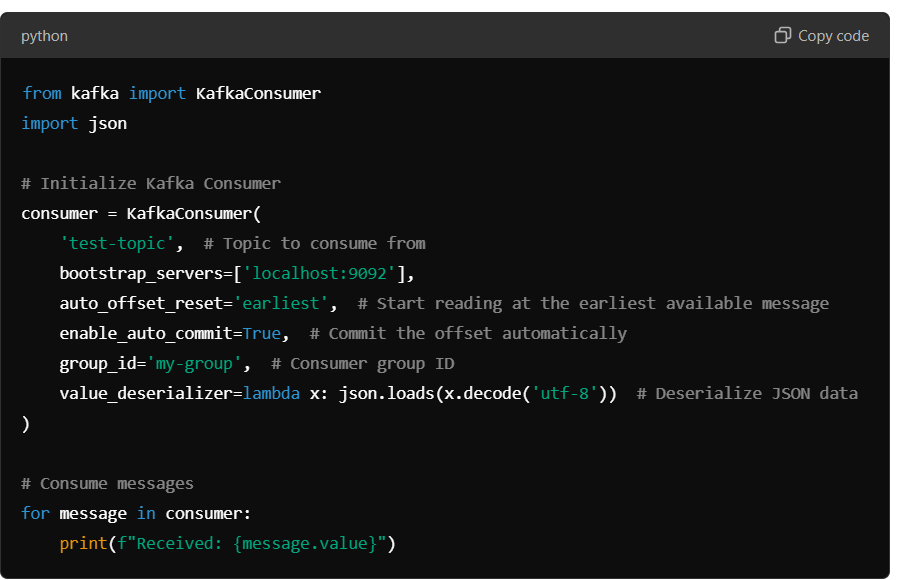 python
Copy code
from kafka import KafkaConsumer
import json
# Initialize Kafka Consumer
consumer = KafkaConsumer(
    'test-topic',  # Topic to consume from
    bootstrap_servers=['localhost:9092'],
    auto_offset_reset='earliest',  # Start reading at the earliest available message
    enable_auto_commit=True,  # Commit the offset automatically
    group_id='my-group',  # Consumer group ID
    value_deserializer=lambda x: json.loads(x.decode('utf-8'))  # Deserialize JSON data
)
# Consume messages
for message in consumer:
    print(f"Received: {message.value}")